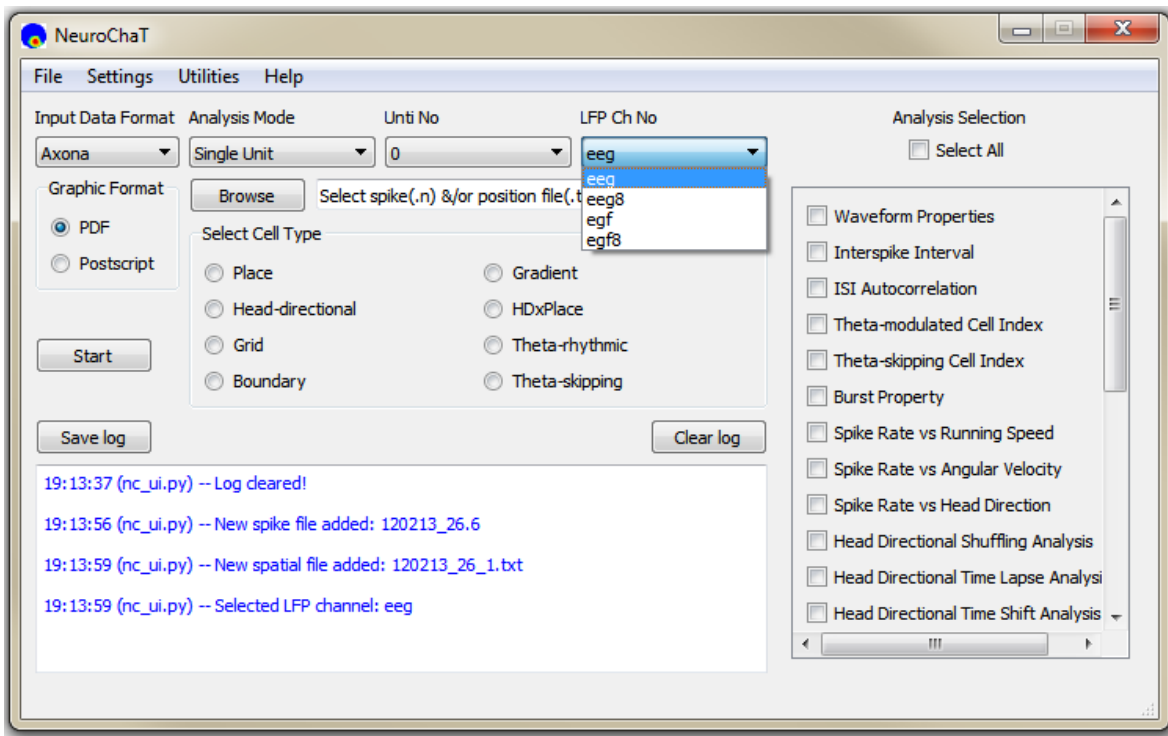 NeuroChaT
File Settings Utilities Help
Input Data Format Analysis Mode Unti No LFP Ch No Analysis Selection
Axona Single Unit 0 eeg Select All
eeg
eeg8
egf
egf8
Graphic Format
PDF
Postscript
Browse Select spike(.n) &/or position file(.t
Select Cell Type
Place Gradient
Head-directional HDxPlace
Grid Theta-rhythmic
Boundary Theta-skipping
Start
Waveform Properties
Interspike Interval
ISI Autocorrelation
Theta-modulated Cell Index
Theta-skipping Cell Index
Burst Property
Spike Rate vs Running Speed
Spike Rate vs Angular Velocity
Spike Rate vs Head Direction
Head Directional Shuffling Analysis
Head Directional Time Lapse Analysi
Head Directional Time Shift Analysis
Save log Clear log
19:13:37 (nc_ui.py) -- Log cleared!
19:13:56 (nc_ui.py) -- New spike file added: 120213_26.6
19:13:59 (nc_ui.py) -- New spatial file added: 120213_26_1.txt
19:13:59 (nc_ui.py) -- Selected LFP channel: eeg